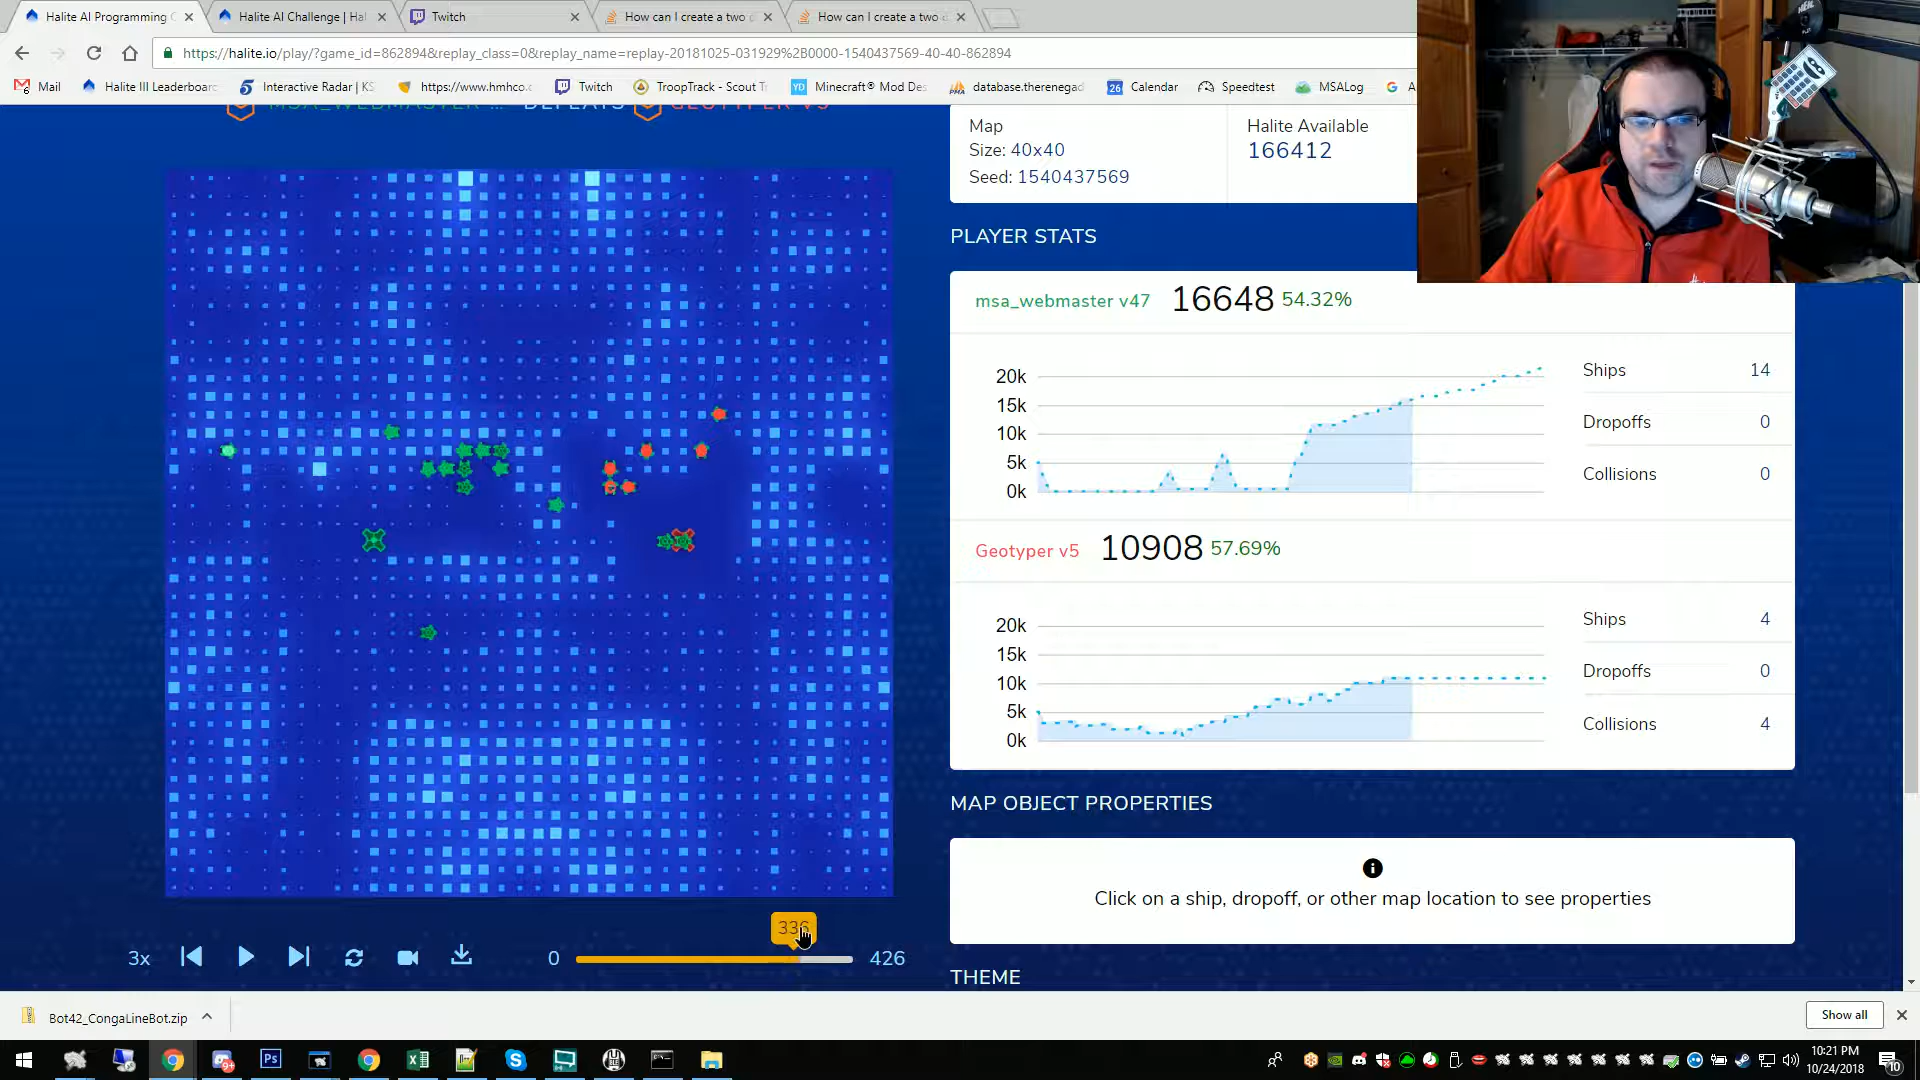 Halite AI Programming C
Halite AI Challenge | Hal
Twitch
How can I create a two
How can I create a two
https://halite.io/play/?game_id=862894&replay_class=0&replay_name=replay-20181025-031929%2B0000-1540437569-40-40-862894
Mail
Halite III Leaderboard
Interactive Radar | KS
https://www.hmhco.
Twitch
TroopTrack - Scout T
Minecraft® Mod Des
database.therenegad
Calendar
Speedtest
MSALog
MSA_WEBMASTER ... DEFEATS GEOTYPER V5
Map
Size: 40x40
Seed: 1540437569
Halite Available
166412
PLAYER STATS
msa_webmaster v47 16648 54.32%
20k
15k
10k
5k
0k
Ships 14
Dropoffs 0
Collisions 0
Geotyper v5 10908 57.69%
20k
15k
10k
5k
0k
Ships 4
Dropoffs 0
Collisions 4
MAP OBJECT PROPERTIES
Click on a ship, dropoff, or other map location to see properties
THEME
336
3x
0
426
Bot42_CongaLineBot.zip
Show all
10:21 PM
10/24/2018